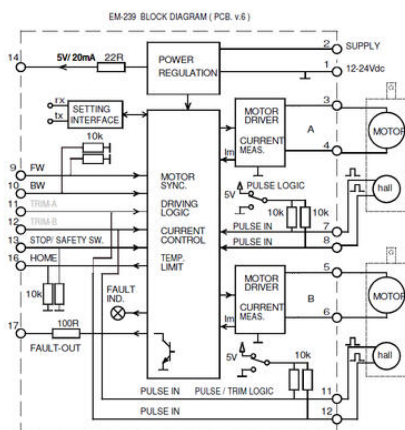 EM-239 BLOCK DIAGRAM ( PCB. v.6 )
14
5V/ 20mA
22R
POWER
REGULATION
2
SUPPLY
1
12-24Vdc
rx
tx
SETTING
INTERFACE
10k
MOTOR
DRIVER
CURRENT
MEAS.
A
Im
3
4
MOTOR
hall
9
FW
10
BW
11
TRIM-A
12
TRIM-B
13
STOP/ SAFETY SW.
16
HOME
MOTOR
SYNC.
DRIVING
LOGIC
CURRENT
CONTROL
TEMP.
LIMIT
5V
PULSE LOGIC
10k
10k
PULSE IN
7
PULSE IN
8
10k
FAULT
IND.
MOTOR
DRIVER
CURRENT
MEAS.
B
Im
5
6
MOTOR
hall
17
100R
FAULT-OUT
5V
10k
PULSE IN
PULSE / TRIM LOGIC
11
PULSE IN
12